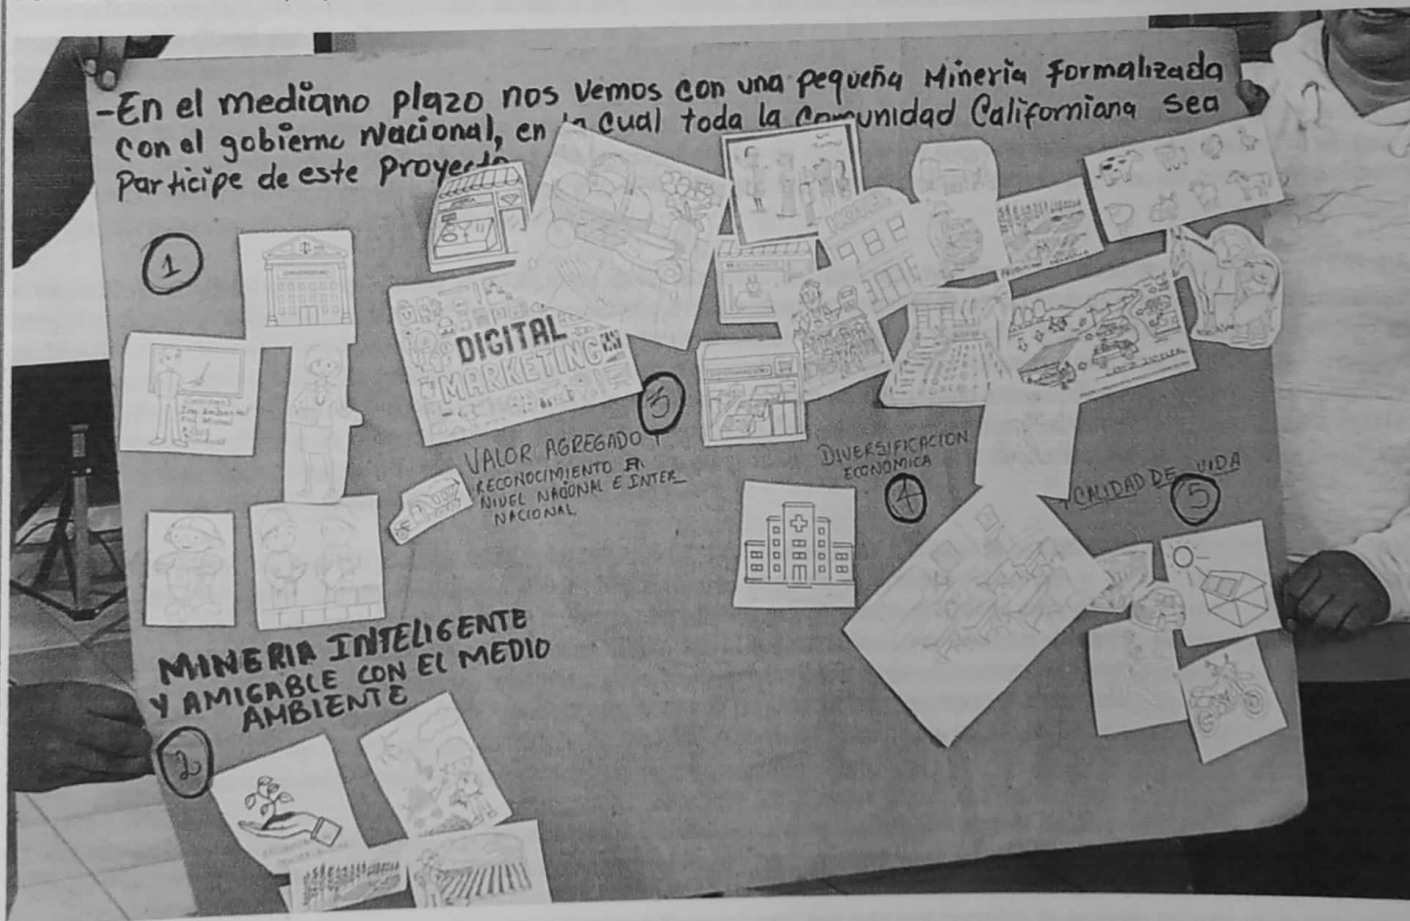 -En el mediano plazo nos vemos con una pequeña Mineria formalizada
con el gobierno Nacional, en la cual toda la Comunidad Californiana sea
Participe de este Proyecto
1
DIGITAL
MARKETING
3
VALOR AGREGADO Y
RECONOCIMIENTO A
NIVEL NACIONAL E INTER
NACIONAL
DIVERSIFICACION
ECONOMICA
4
CALIDAD DE VIDA
5
MINERIA INTELIGENTE
Y AMIGABLE CON EL MEDIO
AMBIENTE
2